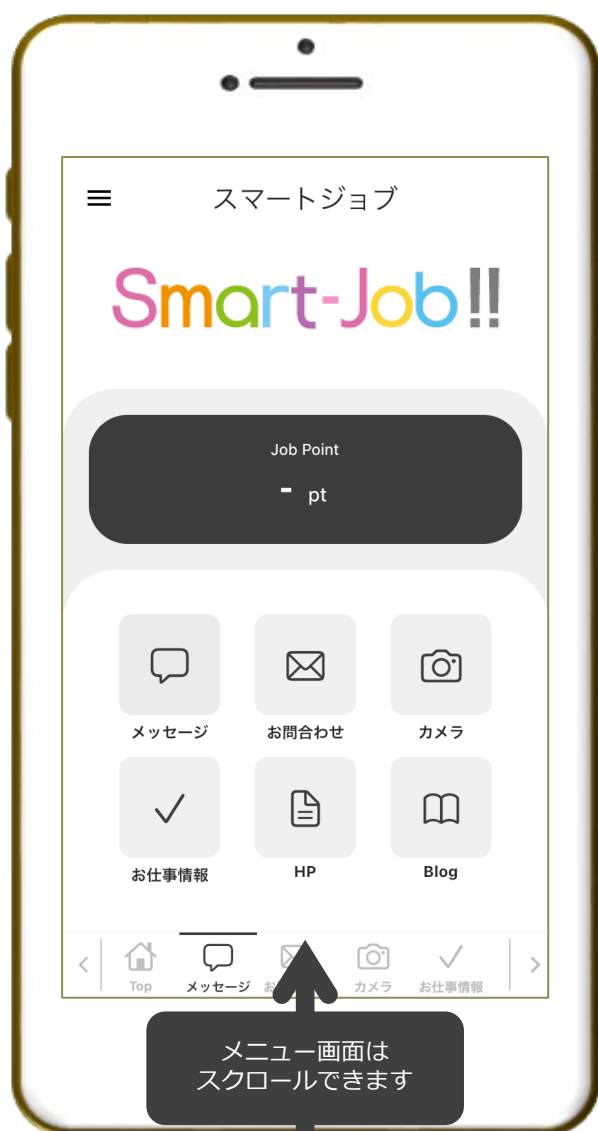 スマートジョブ
Smart-Job!!
Job Point
- pt
メッセージ
お問合わせ
カメラ
お仕事情報
HP
Blog
Top
メッセージ
お
カメラ
お仕事情報
メニュー画面は
スクロールできます